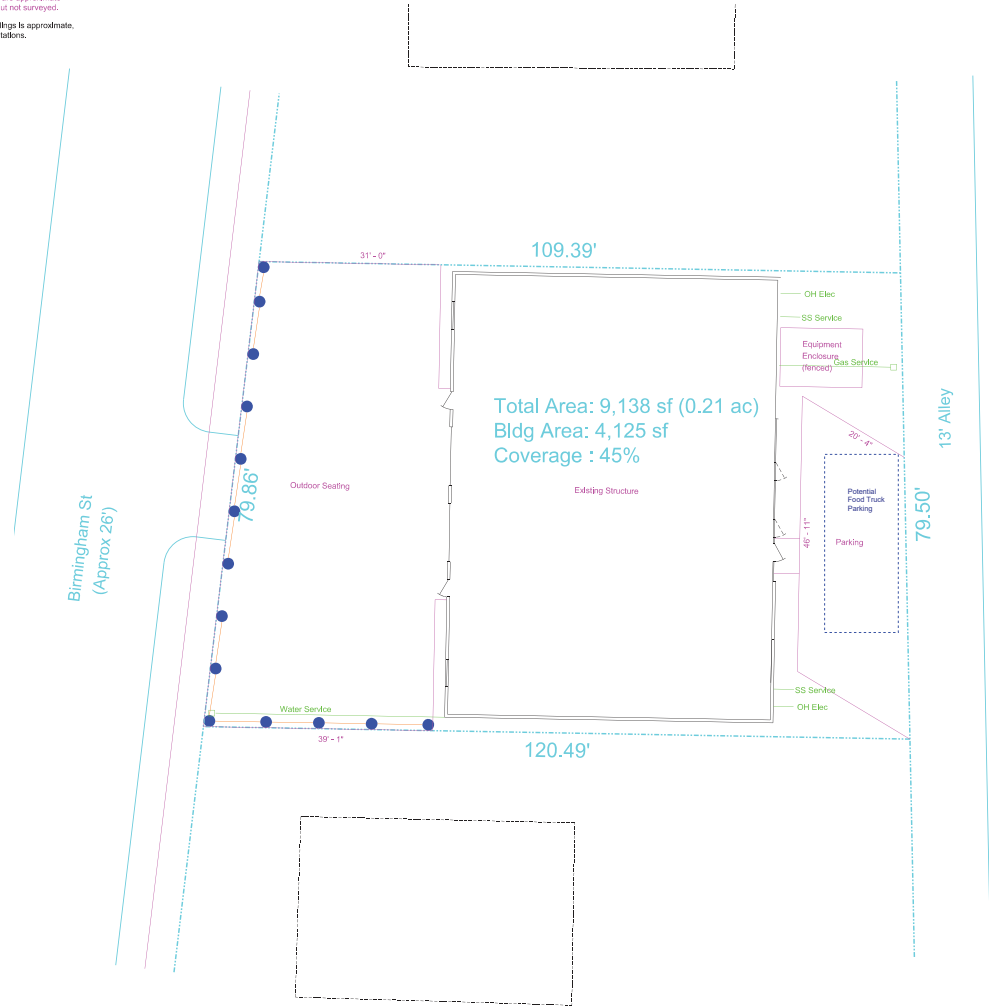 ut not surveyed.
ings is approximate,
tations.
109.39'
31' - 0"
OH Elec
SS Service
Equipment
Enclosure
(fenced)
Gas Service
Total Area: 9,138 sf (0.21 ac)
Bldg Area: 4,125 sf
Coverage : 45%
13' Alley
20' - 4"
79.86'
Outdoor Seating
Existing Structure
Potential
Food Truck
Parking
79.50'
46' - 11"
Parking
Birmingham St
(Approx 26')
SS Service
OH Elec
Water Service
39' - 1"
120.49'